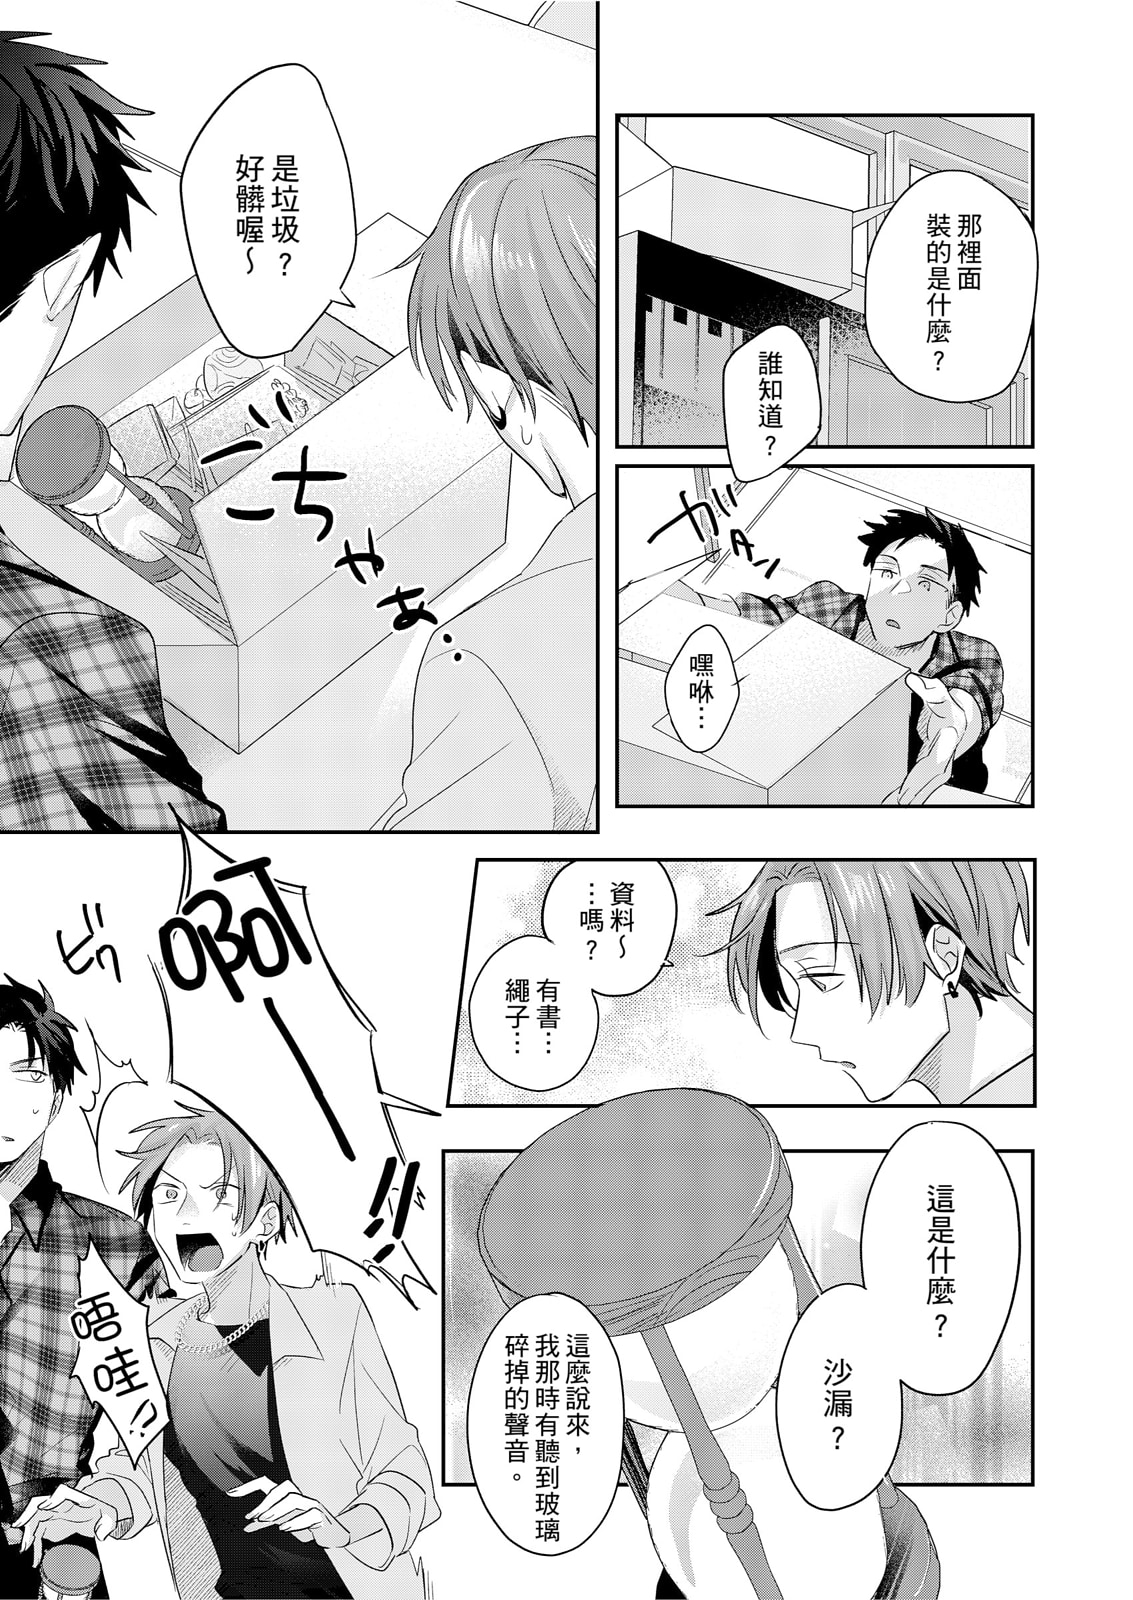 那裡面
裝的是什麼？
誰知道？
ガタン
嘿咻…
是垃圾？
好髒喔～
ごちゃぁ…
資料～
…嗎？
有書…
繩子…
這是什麼？
沙漏？
這麼說來，
我那時有聽到玻璃
碎掉的聲音。
!!
ビク
唔哇!?